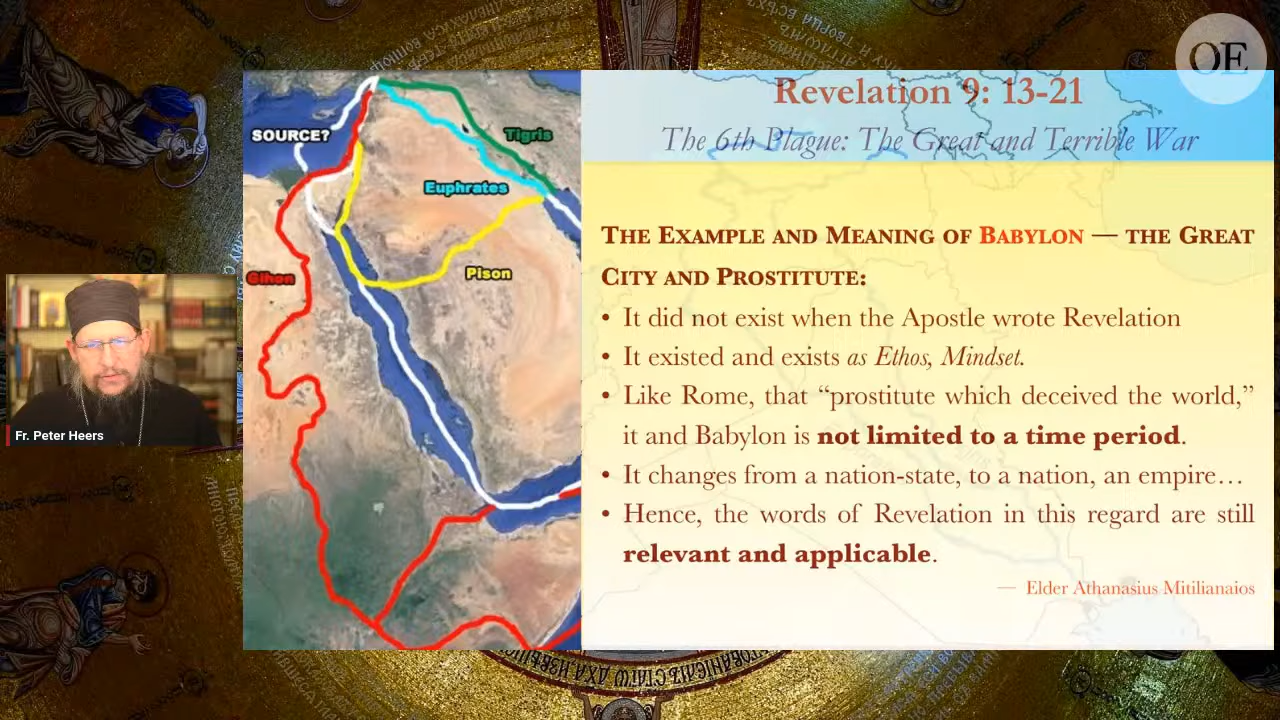 OE
Revelation 9: 13-21
The 6th Plague: The Great and Terrible War
SOURCE?
Tigris
Euphrates
Pison
Gihon
THE EXAMPLE AND MEANING OF BABYLON — THE GREAT
CITY AND PROSTITUTE:
• It did not exist when the Apostle wrote Revelation
• It existed and exists as Ethos, Mindset.
• Like Rome, that “prostitute which deceived the world,”
it and Babylon is not limited to a time period.
• It changes from a nation-state, to a nation, an empire…
• Hence, the words of Revelation in this regard are still
relevant and applicable.
— Elder Athanasius Mitilianaios
Fr. Peter Heers